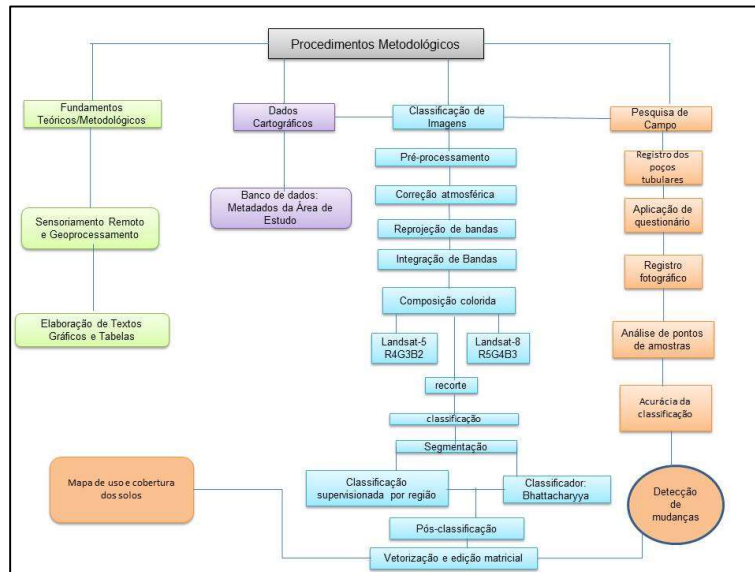 Procedimentos Metodológicos
Fundamentos
Teóricos/Metodológicos
Sensoriamento Remoto
e Geoprocessamento
Elaboração de Textos
Gráficos e Tabelas
Dados
Cartográficos
Banco de dados:
Metadados da Área de
Estudo
Classificação de
Imagens
Pré-processamento
Correção atmosférica
Reprojeção de bandas
Integração de Bandas
Composição colorida
Landsat-5
R4G3B2
Landsat-8
R5G4B3
recorte
classificação
Segmentação
Classificação
supervisionada por região
Classificador:
Bhattacharyya
Pós-classificação
Vetorização e edição matricial
Pesquisa de
Campo
Registro dos
poços
tubulares
Aplicação de
questionário
Registro
fotográfico
Análise de pontos
de amostras
Acurácia da
classificação
Detecção
de
mudanças
Mapa de uso e cobertura
dos solos